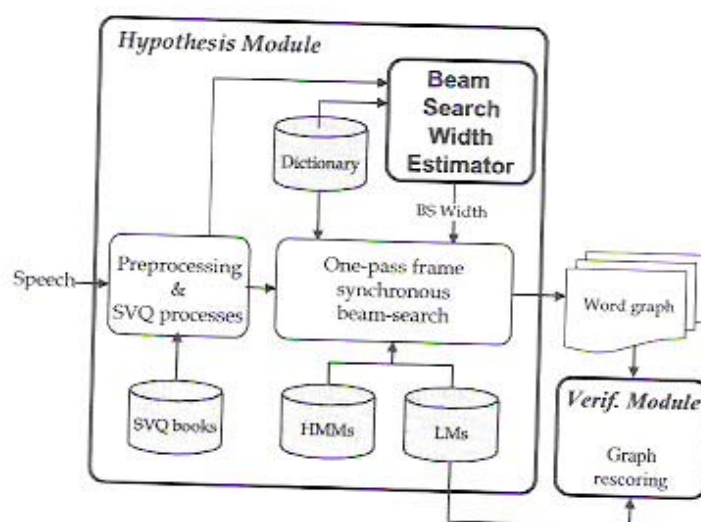 Hypothesis Module
Beam
Search
Width
Estimator
Dictionary
BS Width
Speech
Preprocessing
&
SVQ processes
One-pass frame
synchronous
beam-search
Word graph
SVQ books
HMMs
LMs
Verif. Module
Graph
rescoring